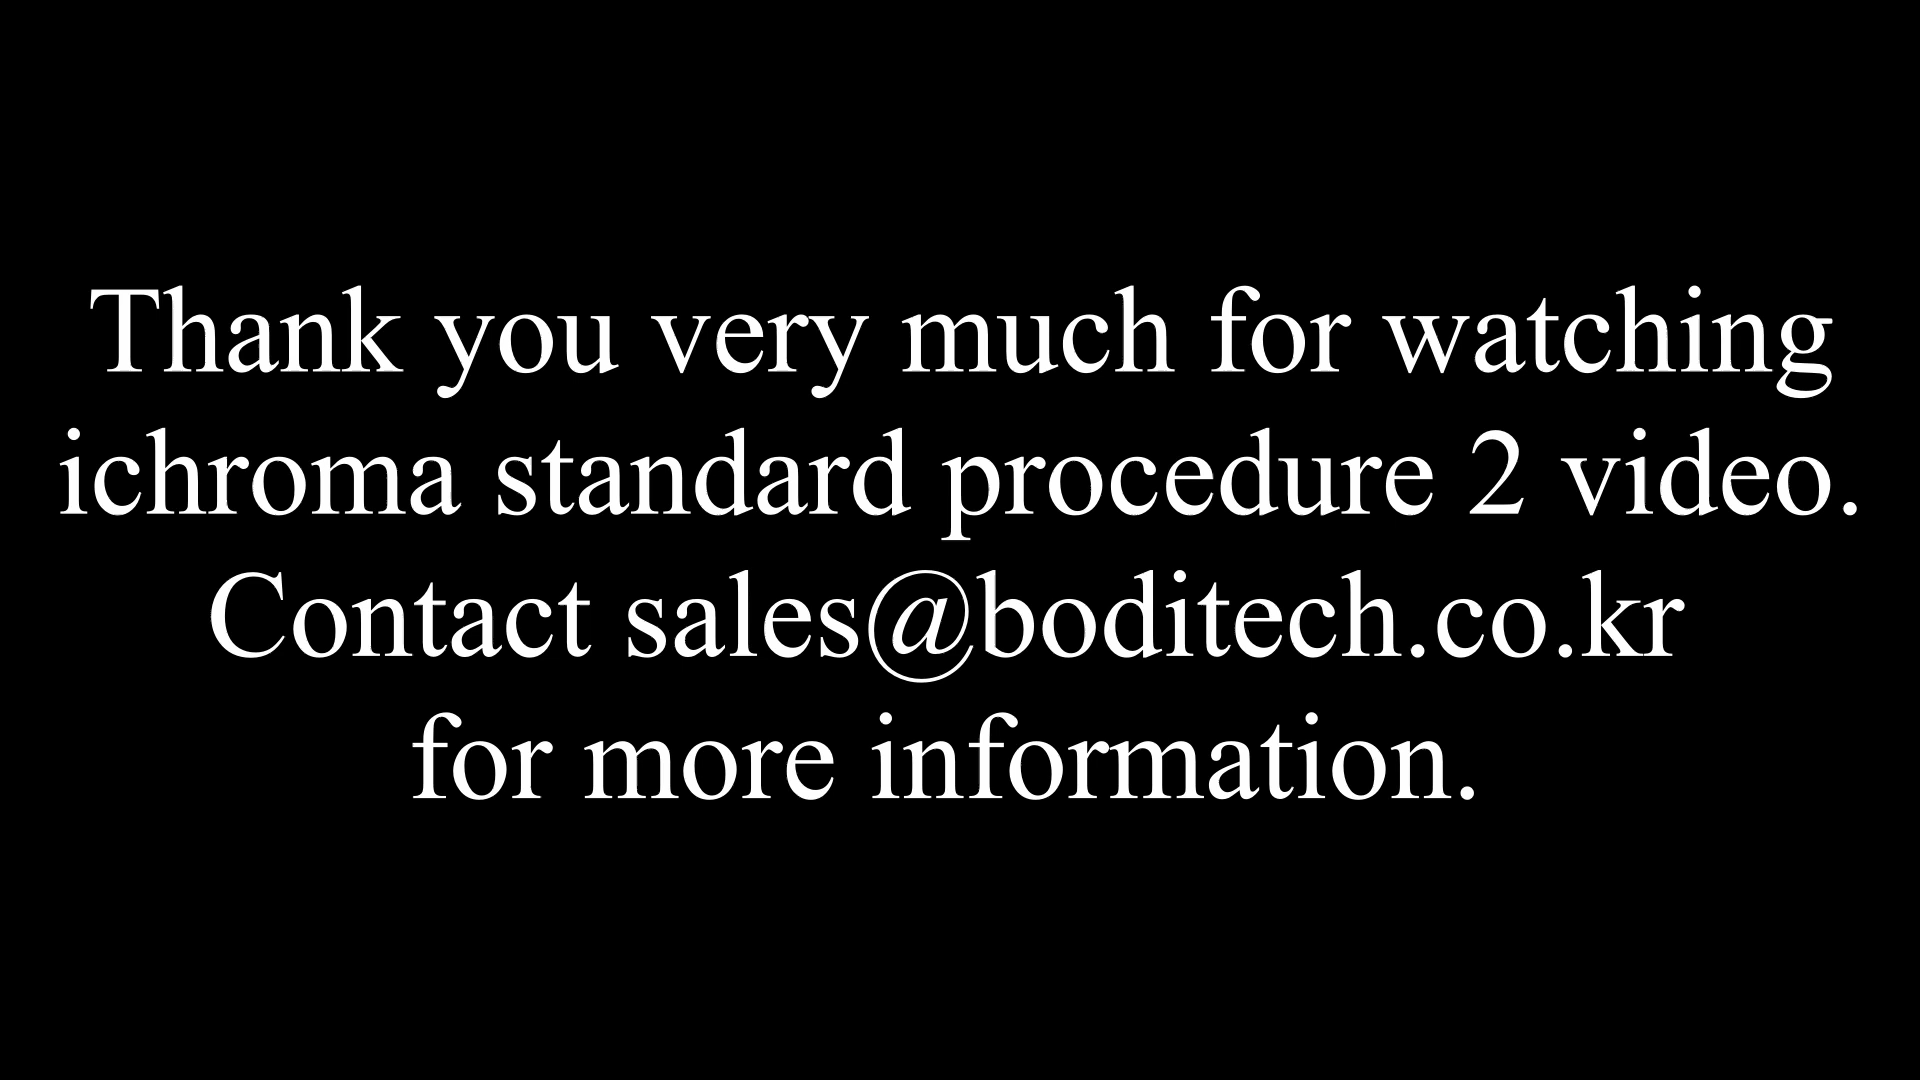 Thank you very much for watching
ichroma standard procedure 2 video.
Contact sales@boditech.co.kr
for more information.